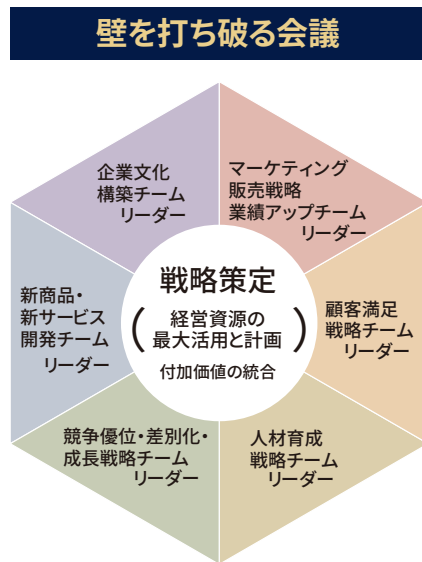 壁を打ち破る会議
企業文化
構築チーム
リーダー
マーケティング
販売戦略
業績アップチーム
リーダー
新商品・
新サービス
開発チーム
リーダー
戦略策定
(経営資源の
最大活用と計画)
付加価値の統合
顧客満足
戦略チーム
リーダー
競争優位・差別化・
成長戦略チーム
リーダー
人材育成
戦略チーム
リーダー